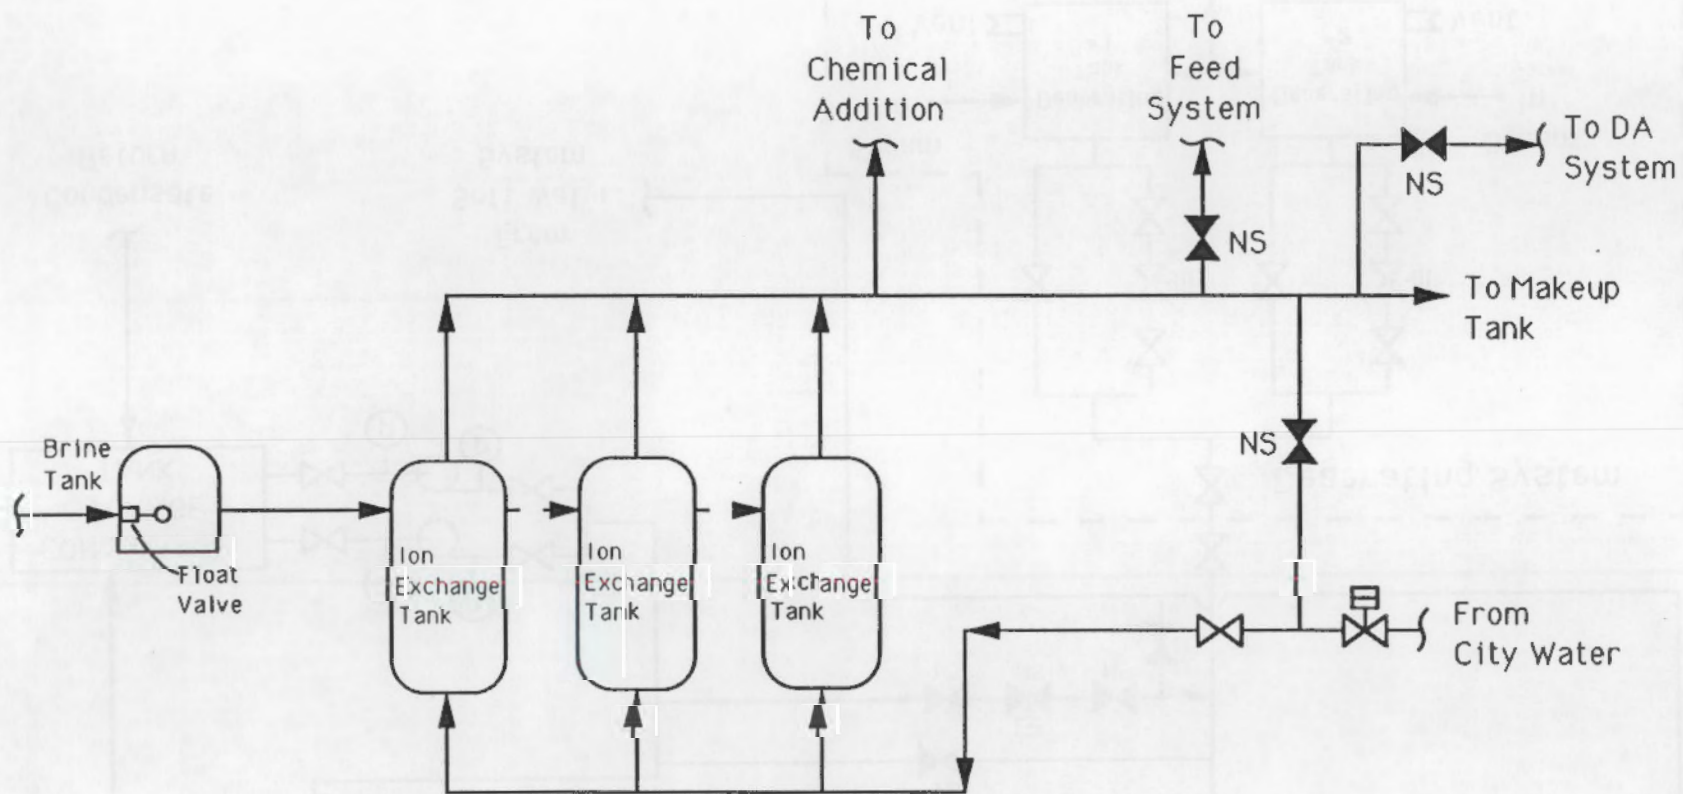 To
Chemical
Addition
To
Feed
System
To DA
System
NS
NS
To Makeup
Tank
NS
Brine
Tank
Float
Valve
Ion
Exchange
Tank
Ion
Exchange
Tank
Ion
Exchange
Tank
From
City Water